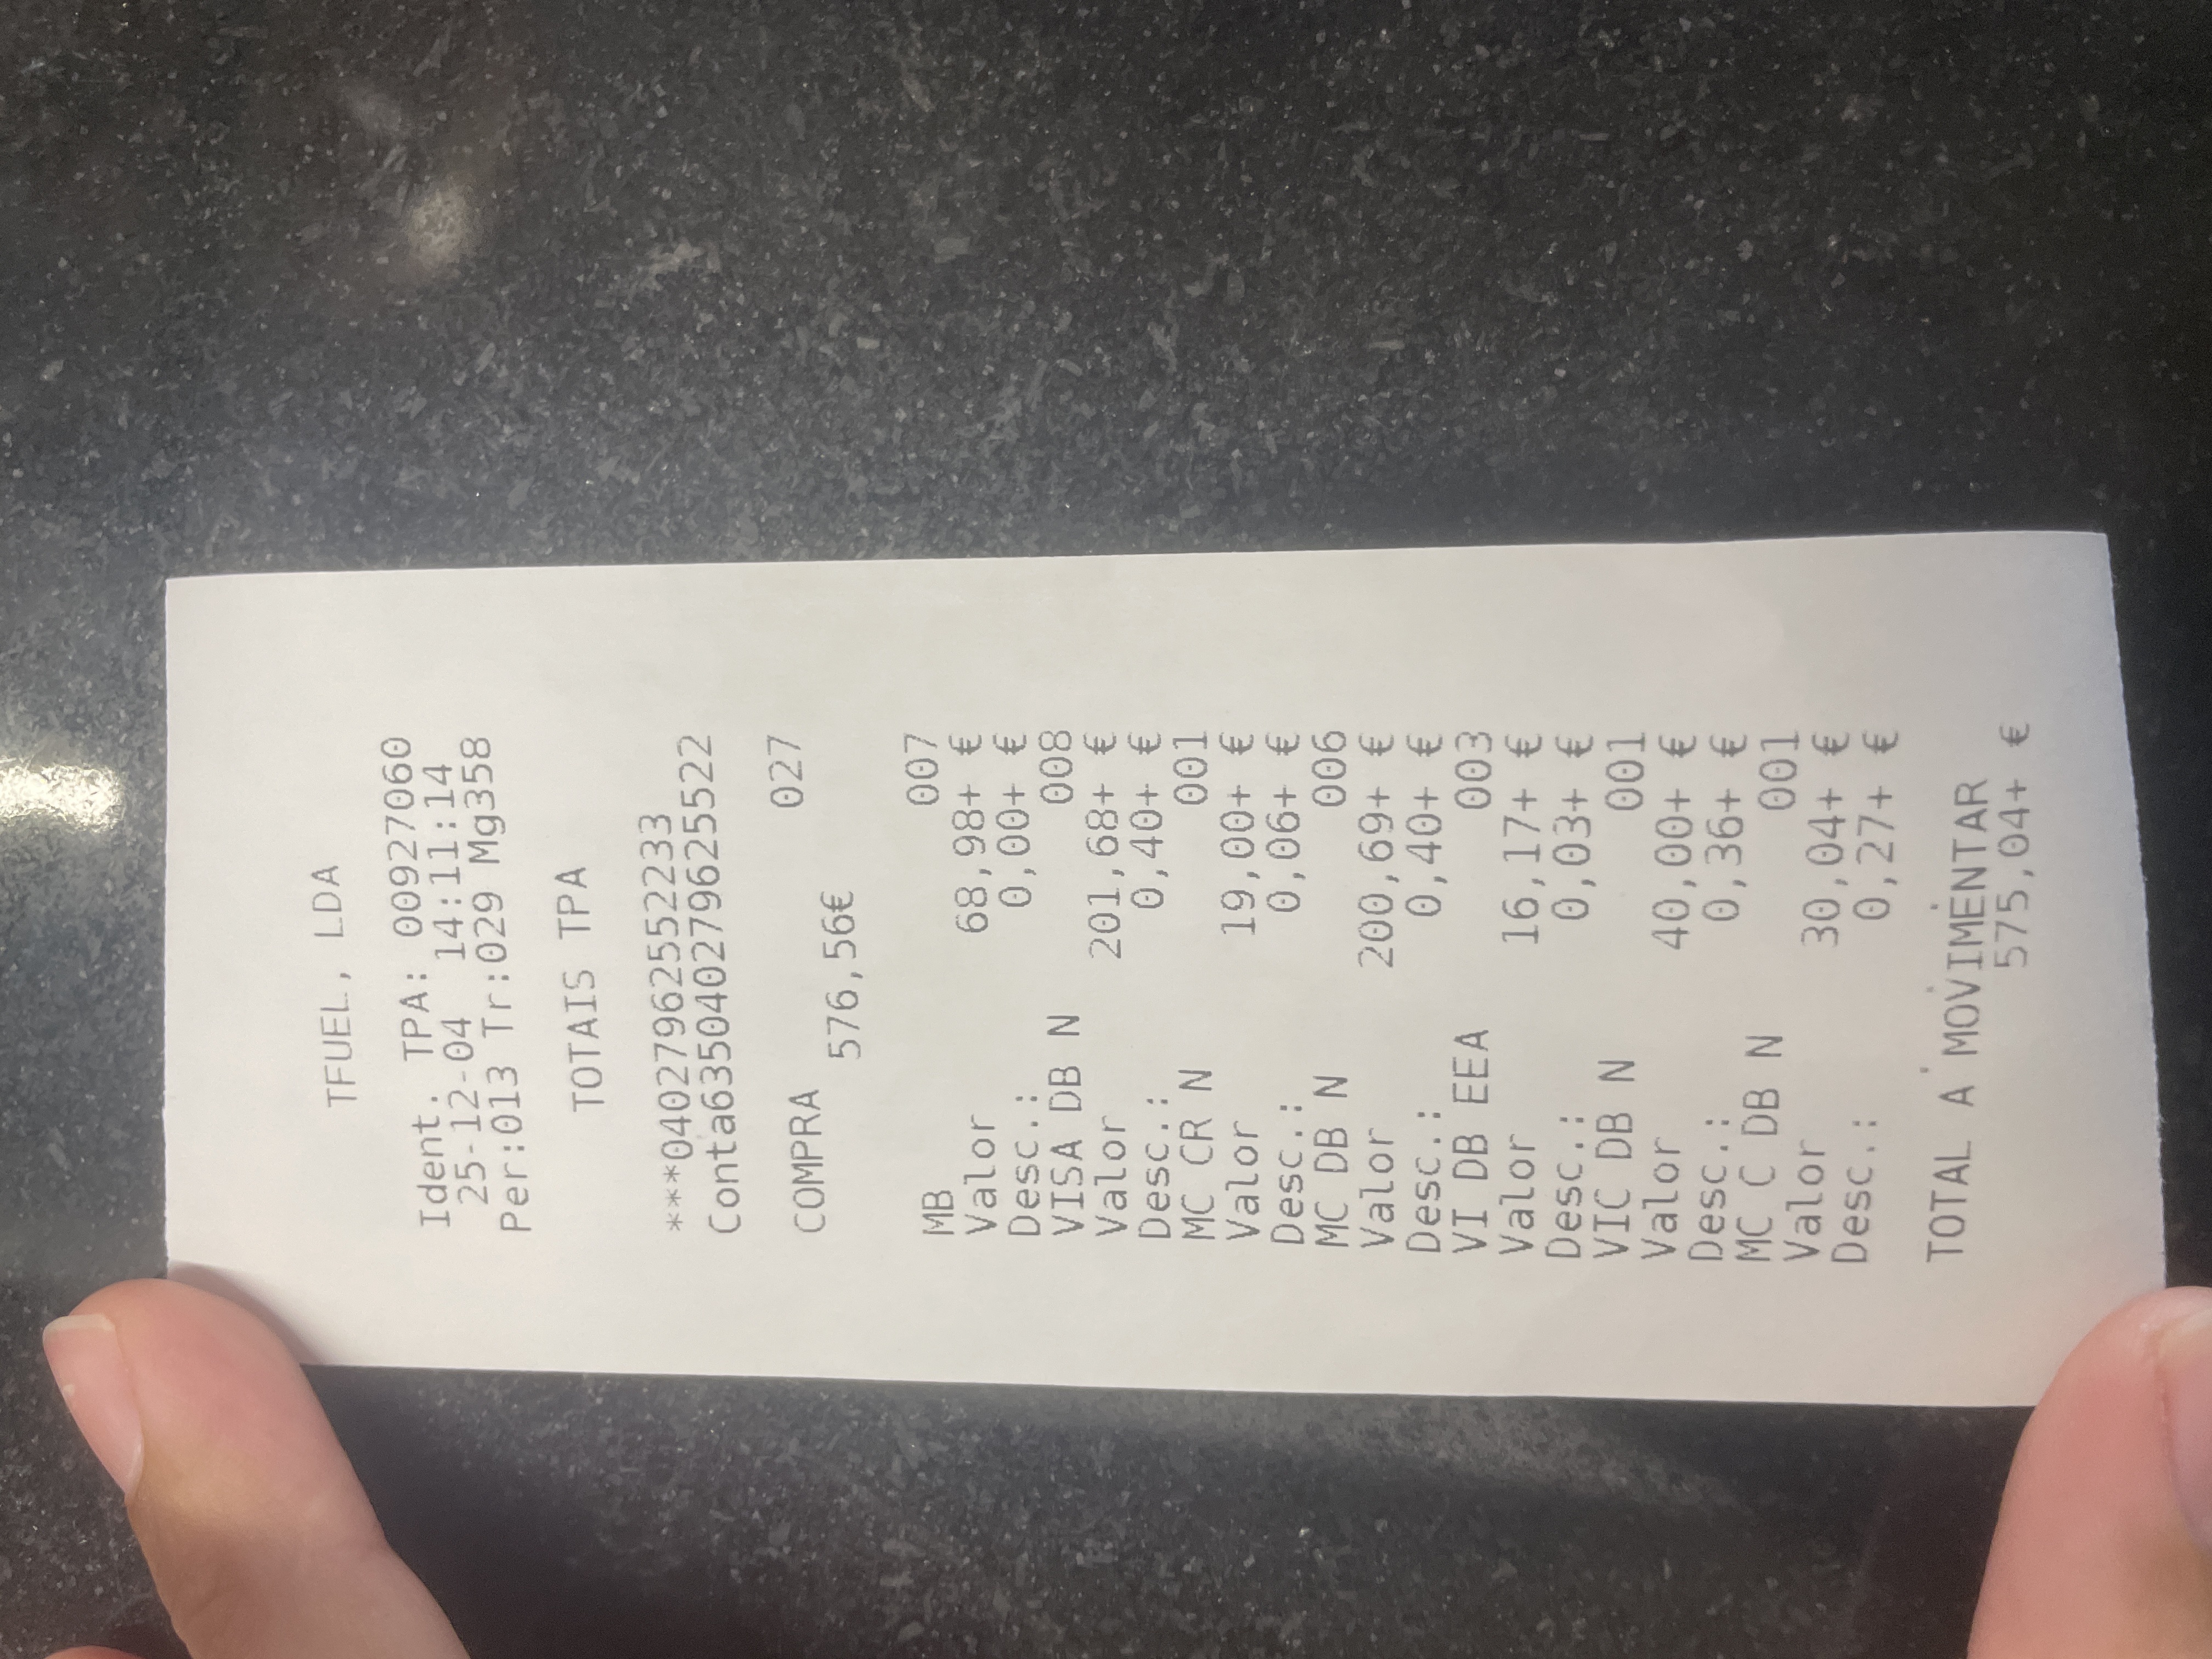 TFUEL, LDA
Ident. TPA: 000927060
25-12-04 14:11:14
Per:013 Tr:029 Mg358
TOTAIS TPA
***040279625522233
Conta63504027962552​2
COMPRA 027
576,56€
MB 007
Valor 68,98+ €
Desc.: 0,00+ €
VISA DB N 008
Valor 201,68+ €
Desc.: 0,40+ €
MC CR N 001
Valor 19,00+ €
Desc.: 0,06+ €
MC DB N 006
Valor 200,69+ €
Desc.: 0,40+ €
VI DB EEA 003
Valor 16,17+ €
Desc.: 0,03+ €
VIC DB N 001
Valor 40,00+ €
Desc.: 0,36+ €
MC C DB N 001
Valor 30,04+ €
Desc.: 0,27+ €
TOTAL A MOVIMENTAR
575,04+ €